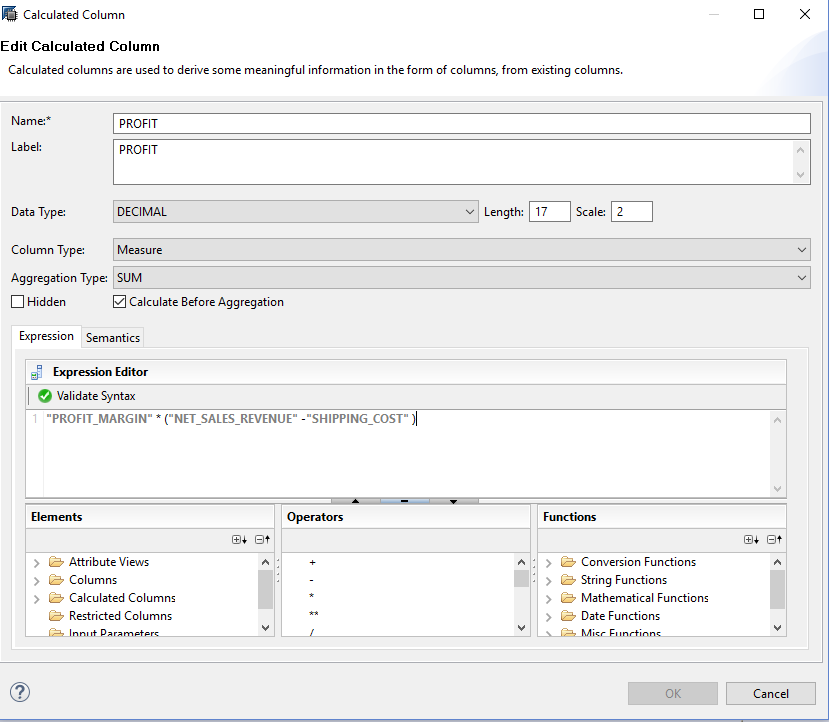 Calculated Column
Edit Calculated Column
Calculated columns are used to derive some meaningful information in the form of columns, from existing columns.
Name:* PROFIT
Label: PROFIT
Data Type: DECIMAL Length: 17 Scale: 2
Column Type: Measure
Aggregation Type: SUM
Hidden Calculate Before Aggregation
Expression Semantics
Expression Editor
Validate Syntax
1 "PROFIT_MARGIN" * ("NET_SALES_REVENUE" -"SHIPPING_COST" )
Elements Operators Functions
Attribute Views + Conversion Functions
Columns - String Functions
Calculated Columns * Mathematical Functions
Restricted Columns ** Date Functions
Input Parameters / Misc Functions
? OK Cancel